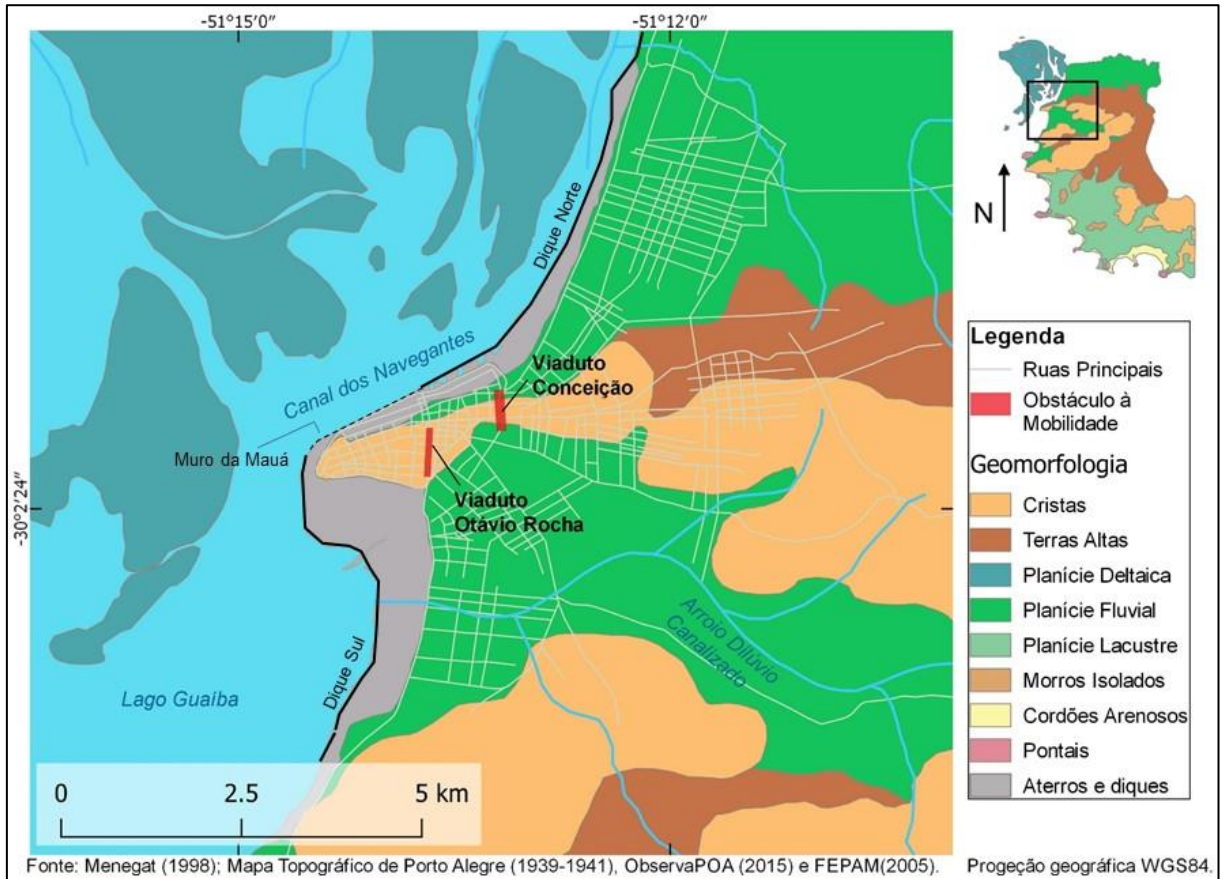 -51°15′0″
-51°12′0″
-30°2′24″
Dique Norte
Canal dos Navegantes
Viaduto
Conceição
Muro da Mauá
Viaduto
Otávio Rocha
Arroio Dilúvio
Canalizado
Dique Sul
Lago Guaíba
0 2.5 5 km
N
Legenda
Ruas Principais
Obstáculo à
Mobilidade
Geomorfologia
Cristas
Terras Altas
Planície Deltaica
Planície Fluvial
Planície Lacustre
Morros Isolados
Cordões Arenosos
Pontais
Aterros e diques
Fonte: Menegat (1998); Mapa Topográfico de Porto Alegre (1939-1941), ObservaPOA (2015) e FEPAM(2005).
Progeção geográfica WGS84.